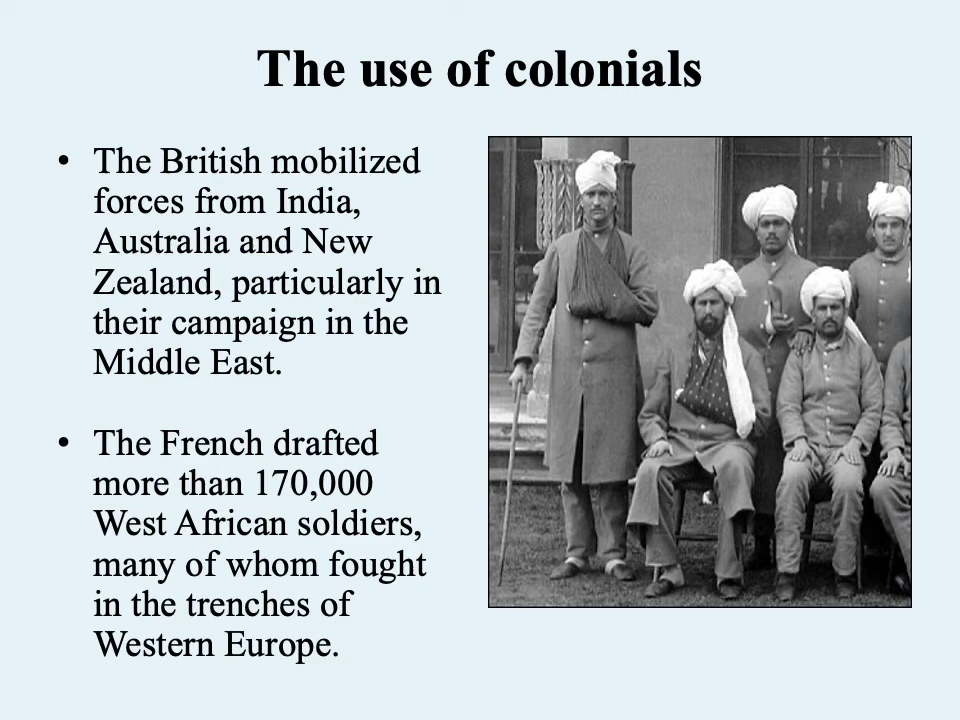 The use of colonials
• The British mobilized
forces from India,
Australia and New
Zealand, particularly in
their campaign in the
Middle East.
• The French drafted
more than 170,000
West African soldiers,
many of whom fought
in the trenches of
Western Europe.